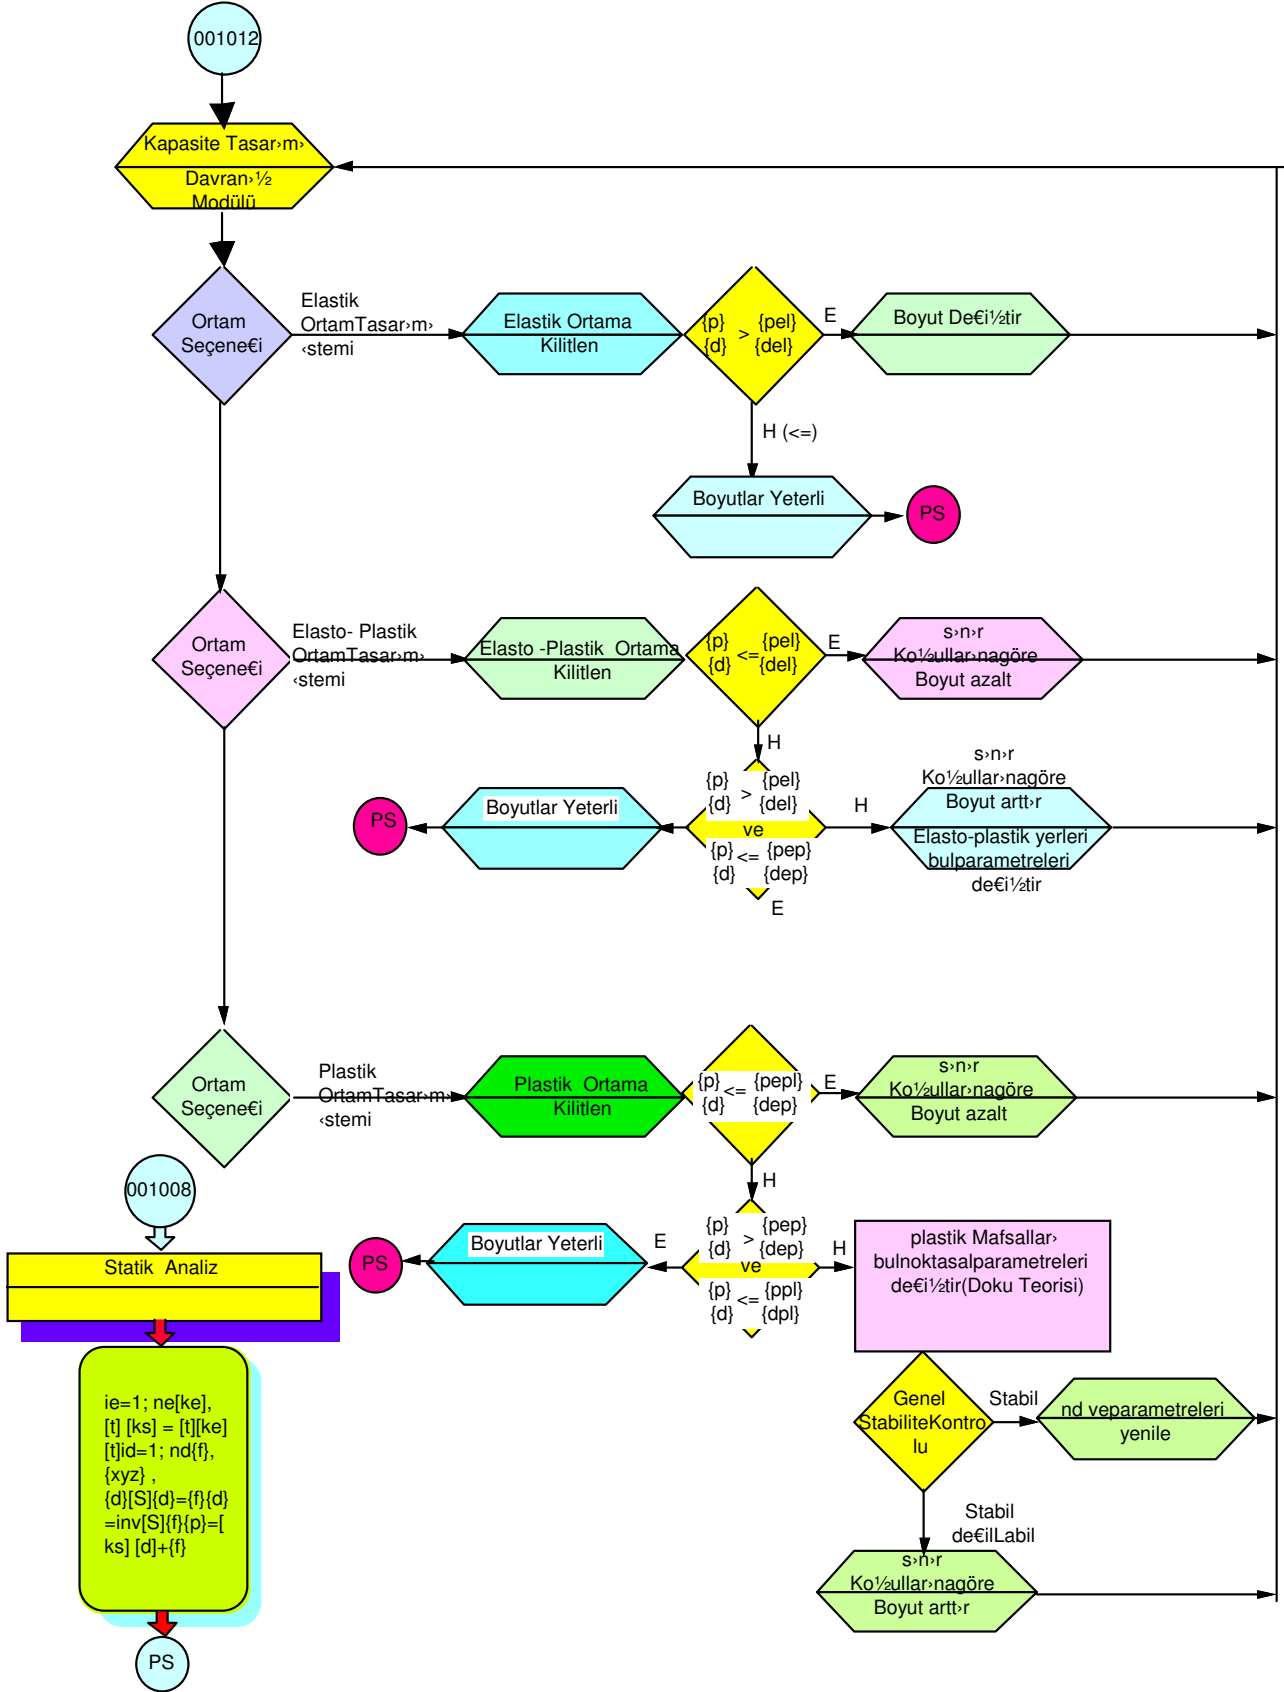 001012
Kapasite Tasar›m›
Davran›½
Modülü
Ortam
Seçene€i
Elastik
OrtamTasar›m›
‹stemi
Elastik Ortama
Kilitlen
{p} > {pel}
{d} {del}
E
Boyut De€i½tir
H (<=)
Boyutlar Yeterli
PS
Ortam
Seçene€i
Elasto- Plastik
OrtamTasar›m›
‹stemi
Elasto -Plastik Ortama
Kilitlen
{p} <= {pel}
{d} {del}
E
s›n›r
Ko½ullar›nagöre
Boyut azalt
H
PS
Boyutlar Yeterli
{p} > {pel}
{d} {del}
ve
{p} <= {pep}
{d} {dep}
E
H
s›n›r
Ko½ullar›nagöre
Boyut artt›r
Elasto-plastik yerleri
bulparametreleri
de€i½tir
Ortam
Seçene€i
Plastik
OrtamTasar›m›
‹stemi
Plastik Ortama
Kilitlen
{p} <= {pepl}
{d} {dep}
E
s›n›r
Ko½ullar›nagöre
Boyut azalt
H
PS
Boyutlar Yeterli
E
{p} > {pep}
{d} {dep}
ve
{p} <= {ppl}
{d} {dpl}
H
plastik Mafsallar›
bulnoktasalparametreleri
de€i½tir(Doku Teorisi)
Genel
StabiliteKontro
lu
Stabil
nd veparametreleri
yenile
Stabil
de€ilLabil
s›n›r
Ko½ullar›nagöre
Boyut artt›r
001008
Statik Analiz
ie=1; ne[ke],
[t] [ks] = [t][ke]
[t]id=1; nd{f},
{xyz} ,
{d}[S]{d}={f}{d}
=inv[S]{f}{p}=[
ks] [d]+{f}
PS